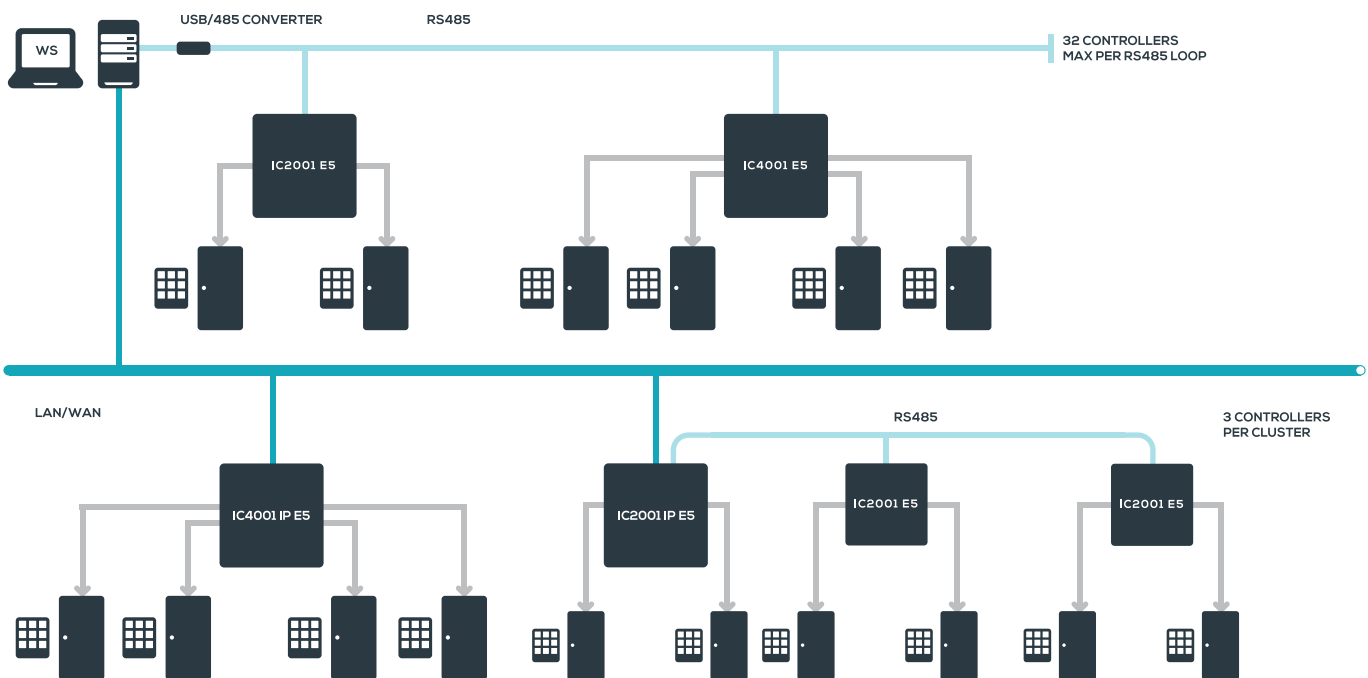 USB/485 CONVERTER
RS485
WS
32 CONTROLLERS
MAX PER RS485 LOOP
IC2001 E5
IC4001 E5
LAN/WAN
RS485
3 CONTROLLERS
PER CLUSTER
IC4001 IP E5
IC2001 IP E5
IC2001 E5
IC2001 E5